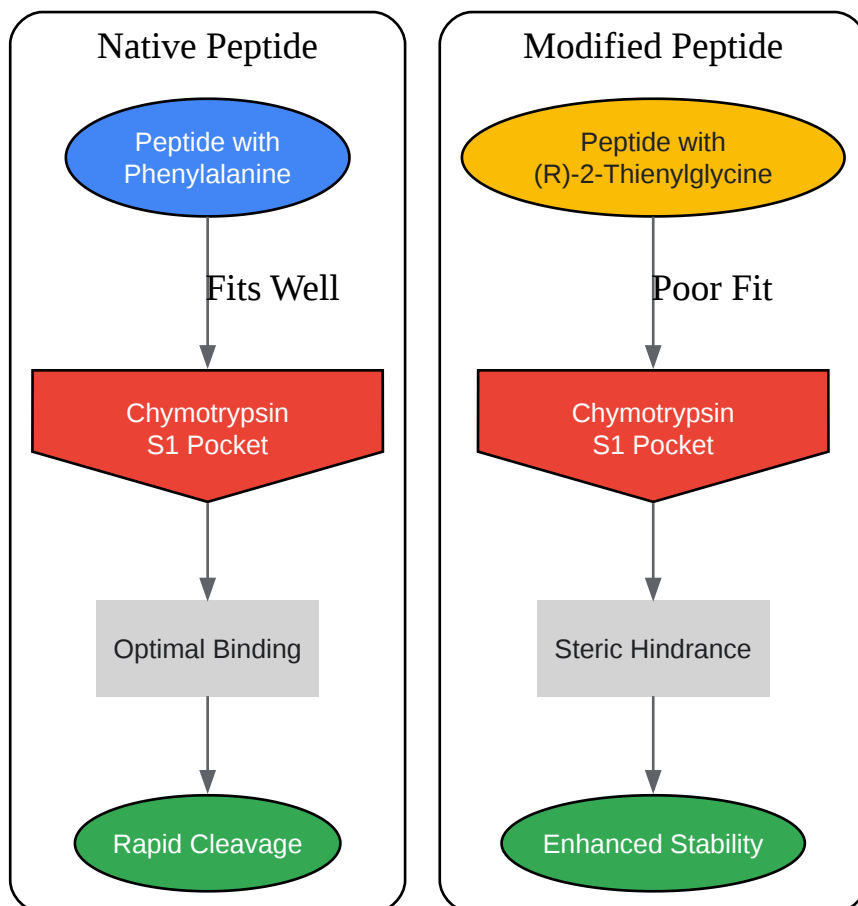 Native Peptide
Peptide with
Phenylalanine
Fits Well
Chymotrypsin
S1 Pocket
Optimal Binding
Rapid Cleavage
Modified Peptide
Peptide with
(R)-2-Thienylglycine
Poor Fit
Chymotrypsin
S1 Pocket
Steric Hindrance
Enhanced Stability